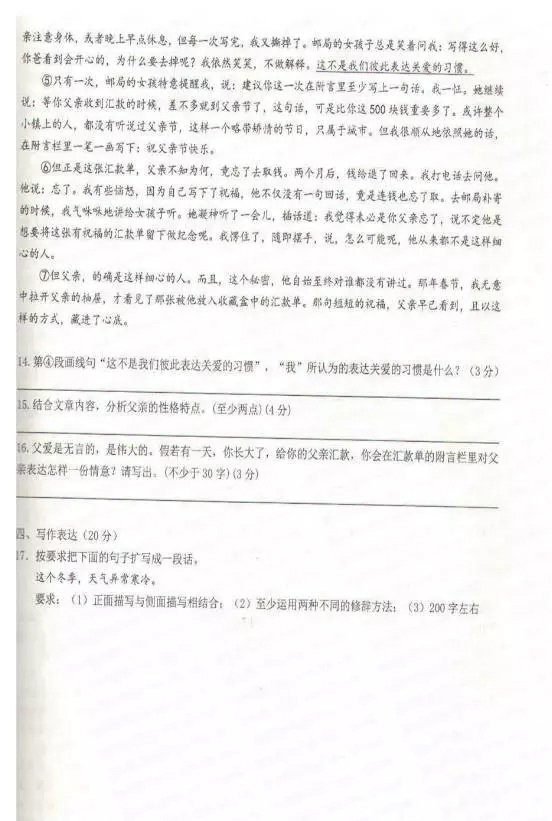 亲注意身体，或者晚上早点休息，但每一次写完，我又撕掉了。邮局的女孩子总是笑着问我：写得这么好，
你爸看到会开心的，为什么要去掉呢？我依然笑笑，不做解释。这不是我们彼此表达关爱的习惯。
⑤只有一次，邮局的女孩特意提醒我，说：建议你这一次在附言里至少写上一句话。我一怔。她继续
说：等你父亲收到汇款的时候，差不多就到父亲节了，这句话，可是比你这 500 块钱重要多了。或许整个
小镇上的人，都没有听说过父亲节，这样一个略带矫情的节日，只属于城市。但我很顺从地依照她的话，
在附言栏里一笔一画写下：祝父亲节快乐。
⑥但正是这张汇款单，父亲不知为何，竟忘了去取钱。两个月后，钱给退了回来。我打电话去问他。
他说：忘了。我有些恼怒，因为自己写下了祝福，他不仅没有一句回话，竟是连钱也忘了取。去邮局补寄
的时候，我气咻咻地讲给女孩子听。她凝神听了一会儿，插话道：我觉得未必是你父亲忘了，说不定他是
想要将这张有祝福的汇款单留下做纪念呢。我愣住了，随即摆手，说，怎么可能呢，他从来都不是这样细
心的人。
⑦但父亲，的确是这样细心的人。而且，这个秘密，他自始至终对谁都没有讲过。那年春节，我无意
中拉开父亲的抽屉，才看见了那张被他放入收藏盒中的汇款单。那句短短的祝福，父亲早已看到，且以这
样的方式，藏进了心底。
14. 第④段画线句“这不是我们彼此表达关爱的习惯”，“我”所认为的表达关爱的习惯是什么？（3 分）
15. 结合文章内容，分析父亲的性格特点。(至少两点)(4 分)
16. 父爱是无言的，是伟大的。假若有一天，你长大了，给你的父亲汇款，你会在汇款单的附言栏里对父
亲表达怎样一份情意？请写出。(不少于 30 字)(3 分)
四、写作表达（20 分）
17. 按要求把下面的句子扩写成一段话。
这个冬季，天气异常寒冷。
要求：（1）正面描写与侧面描写相结合；（2）至少运用两种不同的修辞方法；（3）200 字左右